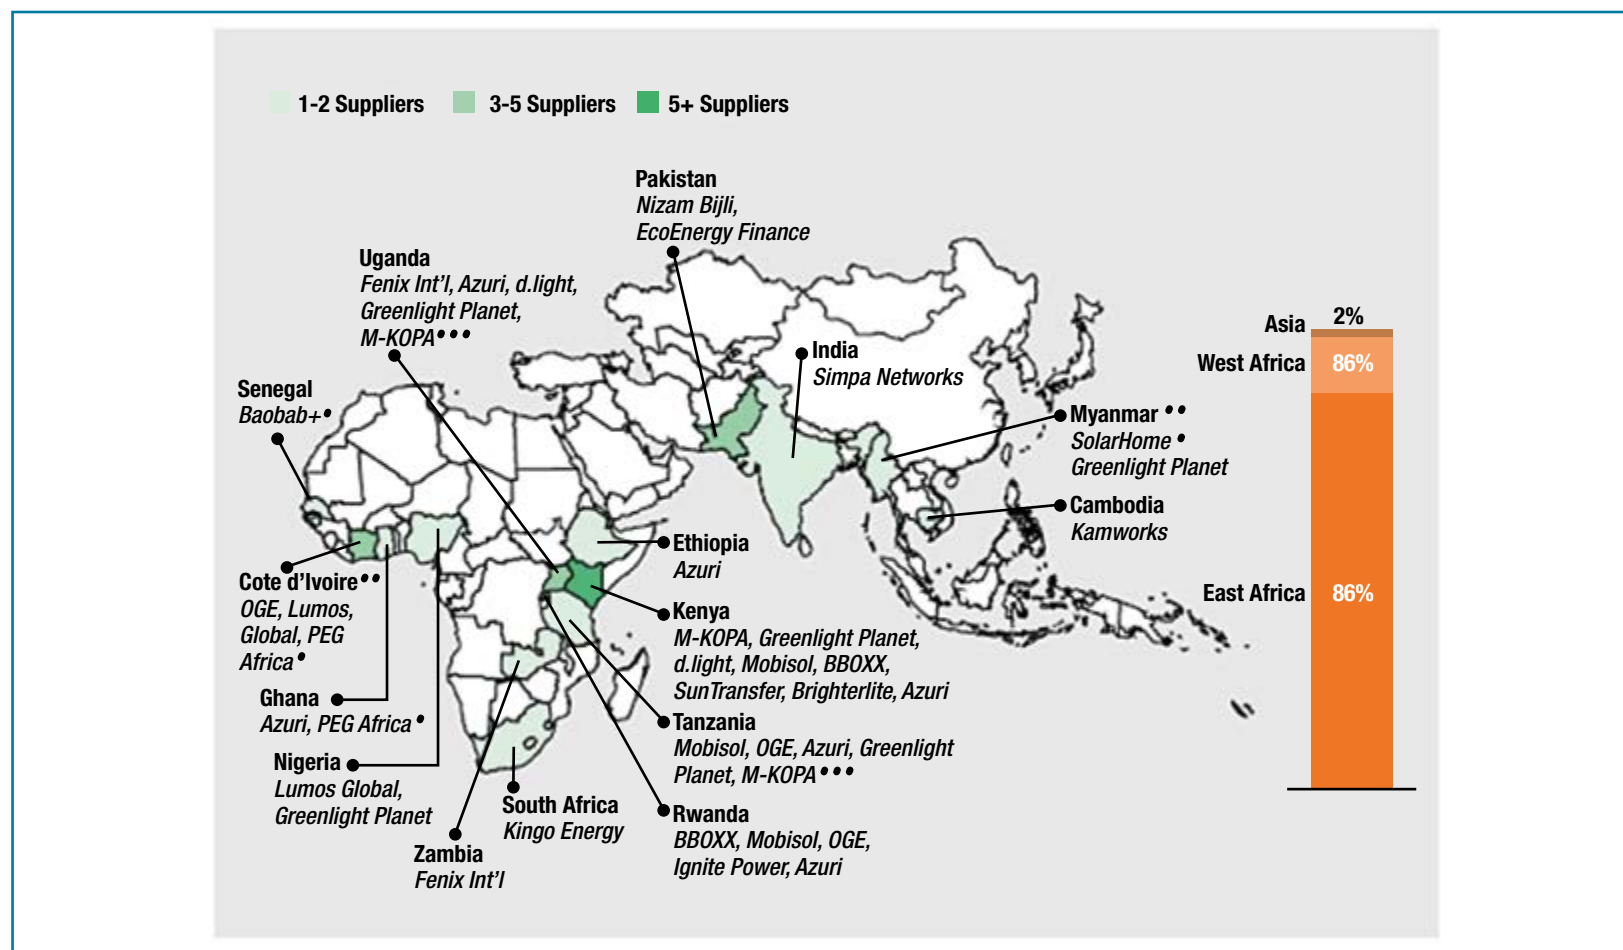 1-2 Suppliers
3-5 Suppliers
5+ Suppliers
Pakistan
Nizam Bijli,
EcoEnergy Finance
Uganda
Fenix Int'l, Azuri, d.light,
Greenlight Planet,
M-KOPA•••
India
Simpa Networks
Senegal
Baobab+•
Myanmar ••
SolarHome •
Greenlight Planet
Cambodia
Kamworks
Ethiopia
Azuri
Cote d'Ivoire••
OGE, Lumos,
Global, PEG
Africa•
Kenya
M-KOPA, Greenlight Planet,
d.light, Mobisol, BBOXX,
SunTransfer, Brighterlite, Azuri
Ghana
Azuri, PEG Africa •
Tanzania
Mobisol, OGE, Azuri, Greenlight
Planet, M-KOPA•••
Nigeria
Lumos Global,
Greenlight Planet
South Africa
Kingo Energy
Rwanda
BBOXX, Mobisol, OGE,
Ignite Power, Azuri
Zambia
Fenix Int'l
Asia 2%
West Africa 86%
East Africa 86%